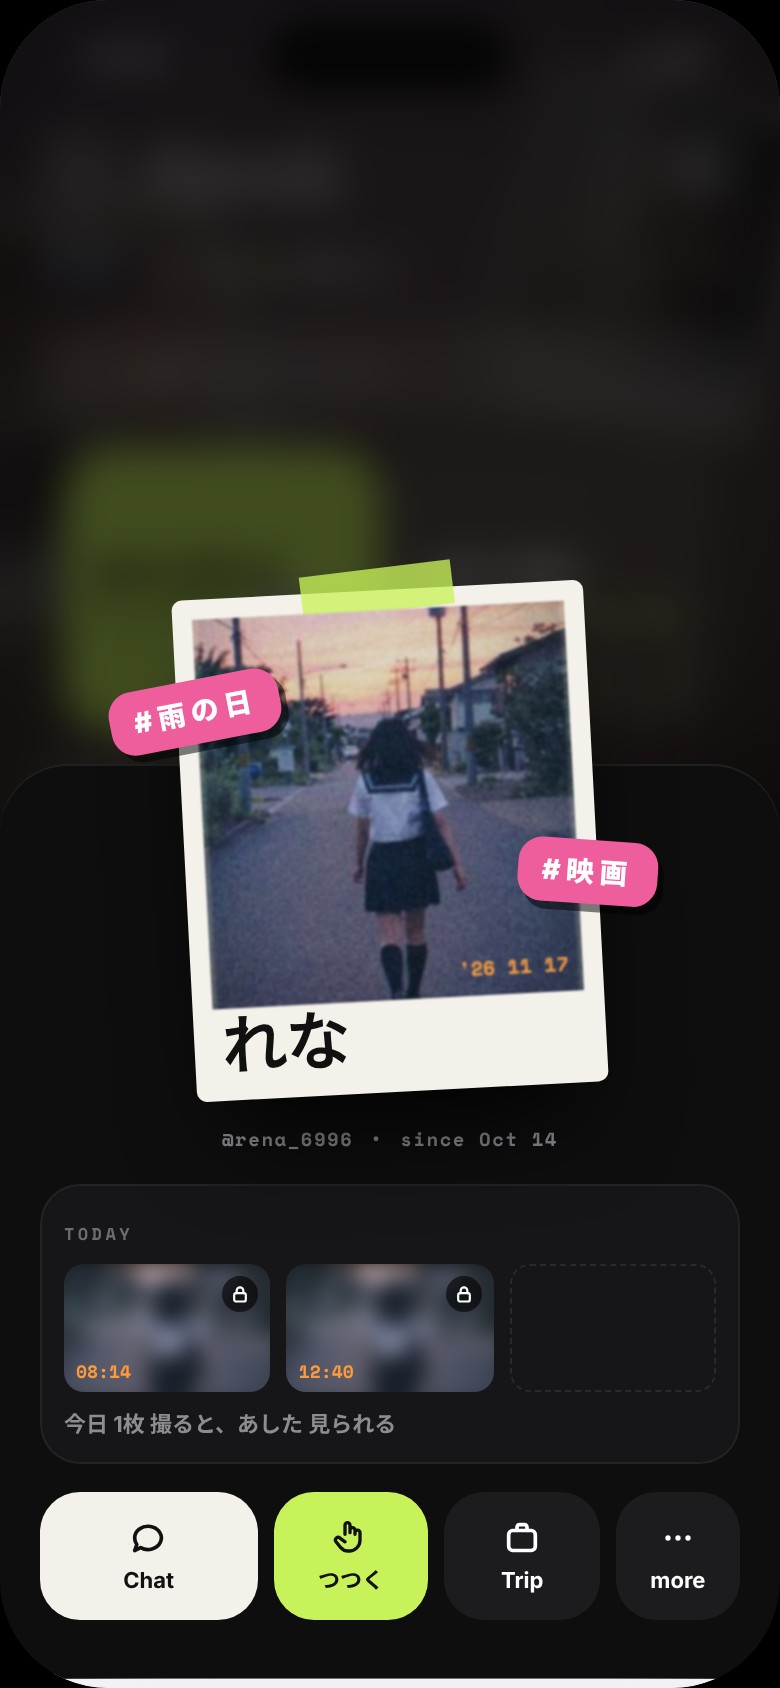 #雨の日
#映画
'26 11 17
れな
@rena_6996 • since Oct 14
TODAY
08:14
12:40
今日 1枚 撮ると、あした 見られる
Chat
つつく
Trip
more